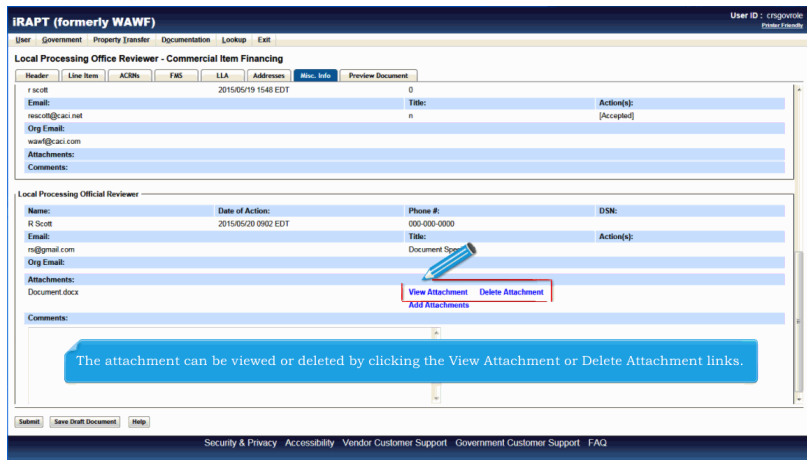 iRAPT (formerly WAWF)
User ID : crsgovrole
Printer Friendly
User Government Property Transfer Documentation Lookup Exit
Local Processing Office Reviewer - Commercial Item Financing
Header Line Item ACRNs FMS LLA Addresses Misc. Info Preview Document
r scott 2015/05/19 1548 EDT 0
Email: Title: Action(s):
rescott@caci.net n [Accepted]
Org Email:
wawf@caci.com
Attachments:
Comments:
Local Processing Official Reviewer
Name: Date of Action: Phone #: DSN:
R Scott 2015/05/20 0902 EDT 000-000-0000
Email: Title: Action(s):
rs@gmail.com Document
Org Email:
Attachments:
Document.docx View Attachment Delete Attachment
Add Attachments
Comments:
The attachment can be viewed or deleted by clicking the View Attachment or Delete Attachment links.
Submit Save Draft Document Help
Security & Privacy Accessibility Vendor Customer Support Government Customer Support FAQ